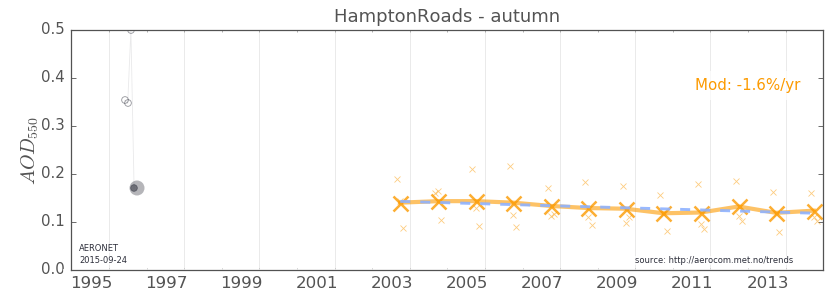 HamptonRoads - autumn
0.5
0.4
0.3
0.2
0.1
0.0
AOD550
Mod: -1.6%/yr
AERONET
2015-09-24
source: http://aerocom.met.no/trends
1995 1997 1999 2001 2003 2005 2007 2009 2011 2013